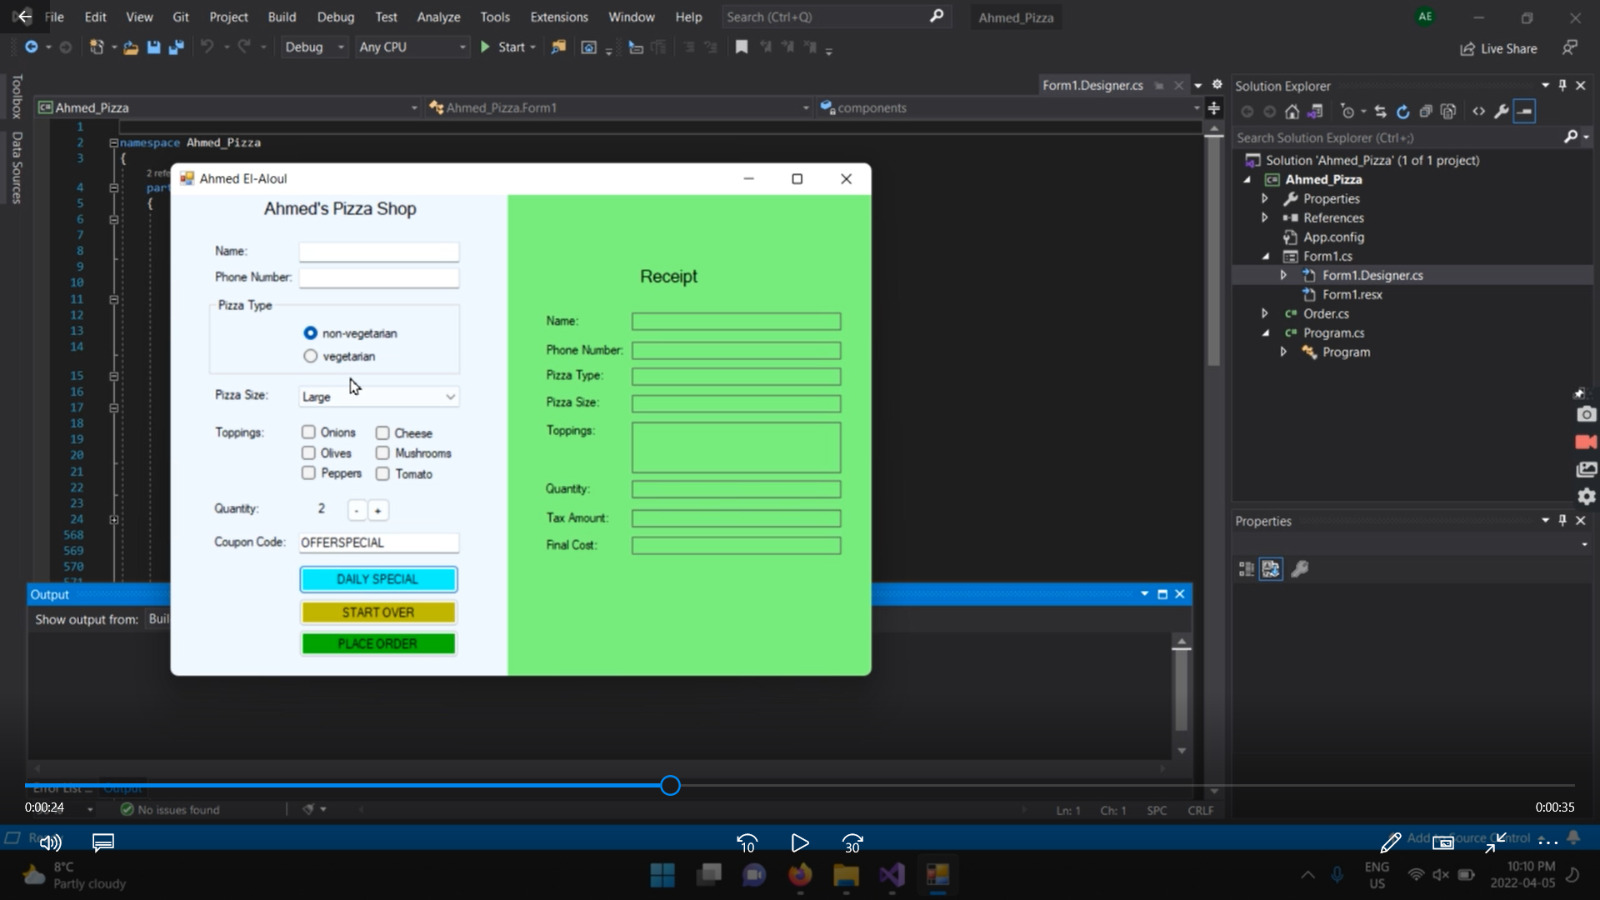 File Edit View Git Project Build Debug Test Analyze Tools Extensions Window Help Search (Ctrl+Q) Ahmed_Pizza AE
Debug Any CPU Start Live Share
Toolbox
Data Sources
Form1.Designer.cs
Ahmed_Pizza Ahmed_Pizza.Form1 components
1
2 namespace Ahmed_Pizza
3 {
4
5 {
6
7
8
9
10
11
12
13
14
15
16
17
18
19
20
21
22
23
24
568
569
570
Ahmed El-Aloul
Ahmed's Pizza Shop
Name:
Phone Number:
Pizza Type
non-vegetarian
vegetarian
Pizza Size: Large
Toppings: Onions Cheese
Olives Mushrooms
Peppers Tomato
Quantity: 2 - +
Coupon Code: OFFERSPECIAL
DAILY SPECIAL
START OVER
PLACE ORDER
Receipt
Name:
Phone Number:
Pizza Type:
Pizza Size:
Toppings:
Quantity:
Tax Amount:
Final Cost:
Output
Show output from:
Error List ... Output
No issues found Ln: 1 Ch: 1 SPC CRLF
Solution Explorer
Search Solution Explorer (Ctrl+;)
Solution 'Ahmed_Pizza' (1 of 1 project)
Ahmed_Pizza
Properties
References
App.config
Form1.cs
Form1.Designer.cs
Form1.resx
Order.cs
Program.cs
Program
Properties
0:00:24 0:00:35
10 30
Add to Source Control
8°C
Partly cloudy
ENG
US
10:10 PM
2022-04-05